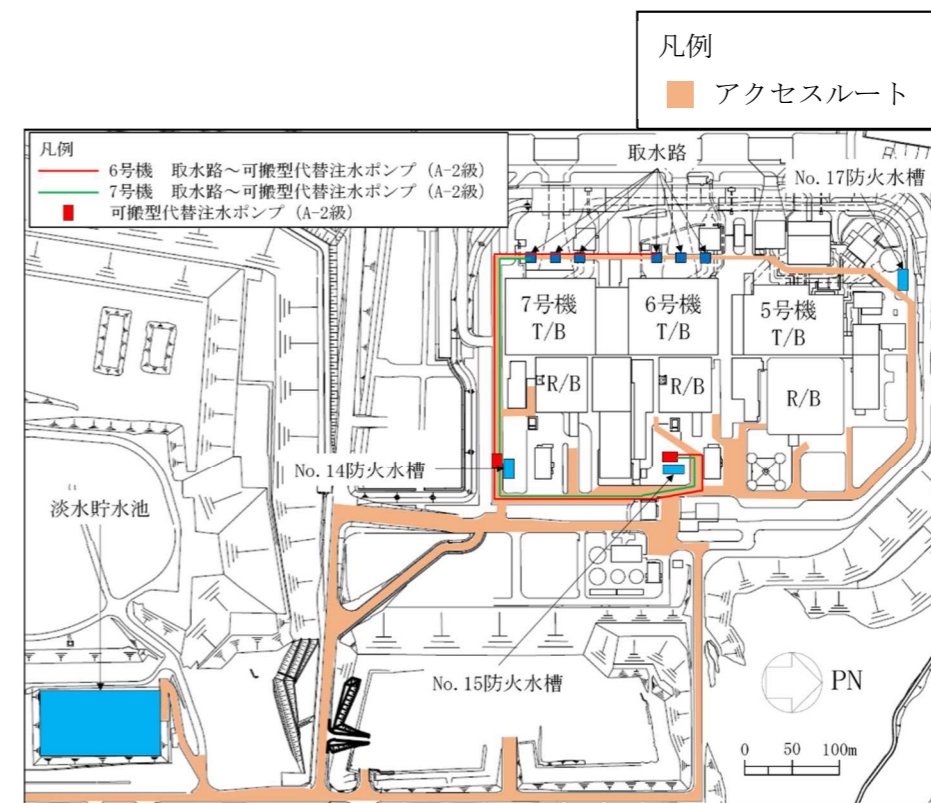 凡例
アクセスルート
凡例
6号機 取水路~可搬型代替注水ポンプ（A-2級）
7号機 取水路~可搬型代替注水ポンプ（A-2級）
可搬型代替注水ポンプ（A-2級）
取水路
No.17防火水槽
7号機
T/B
6号機
T/B
5号機
T/B
R/B
R/B
R/B
No.14防火水槽
淡水貯水池
No.15防火水槽
PN
0 50 100m